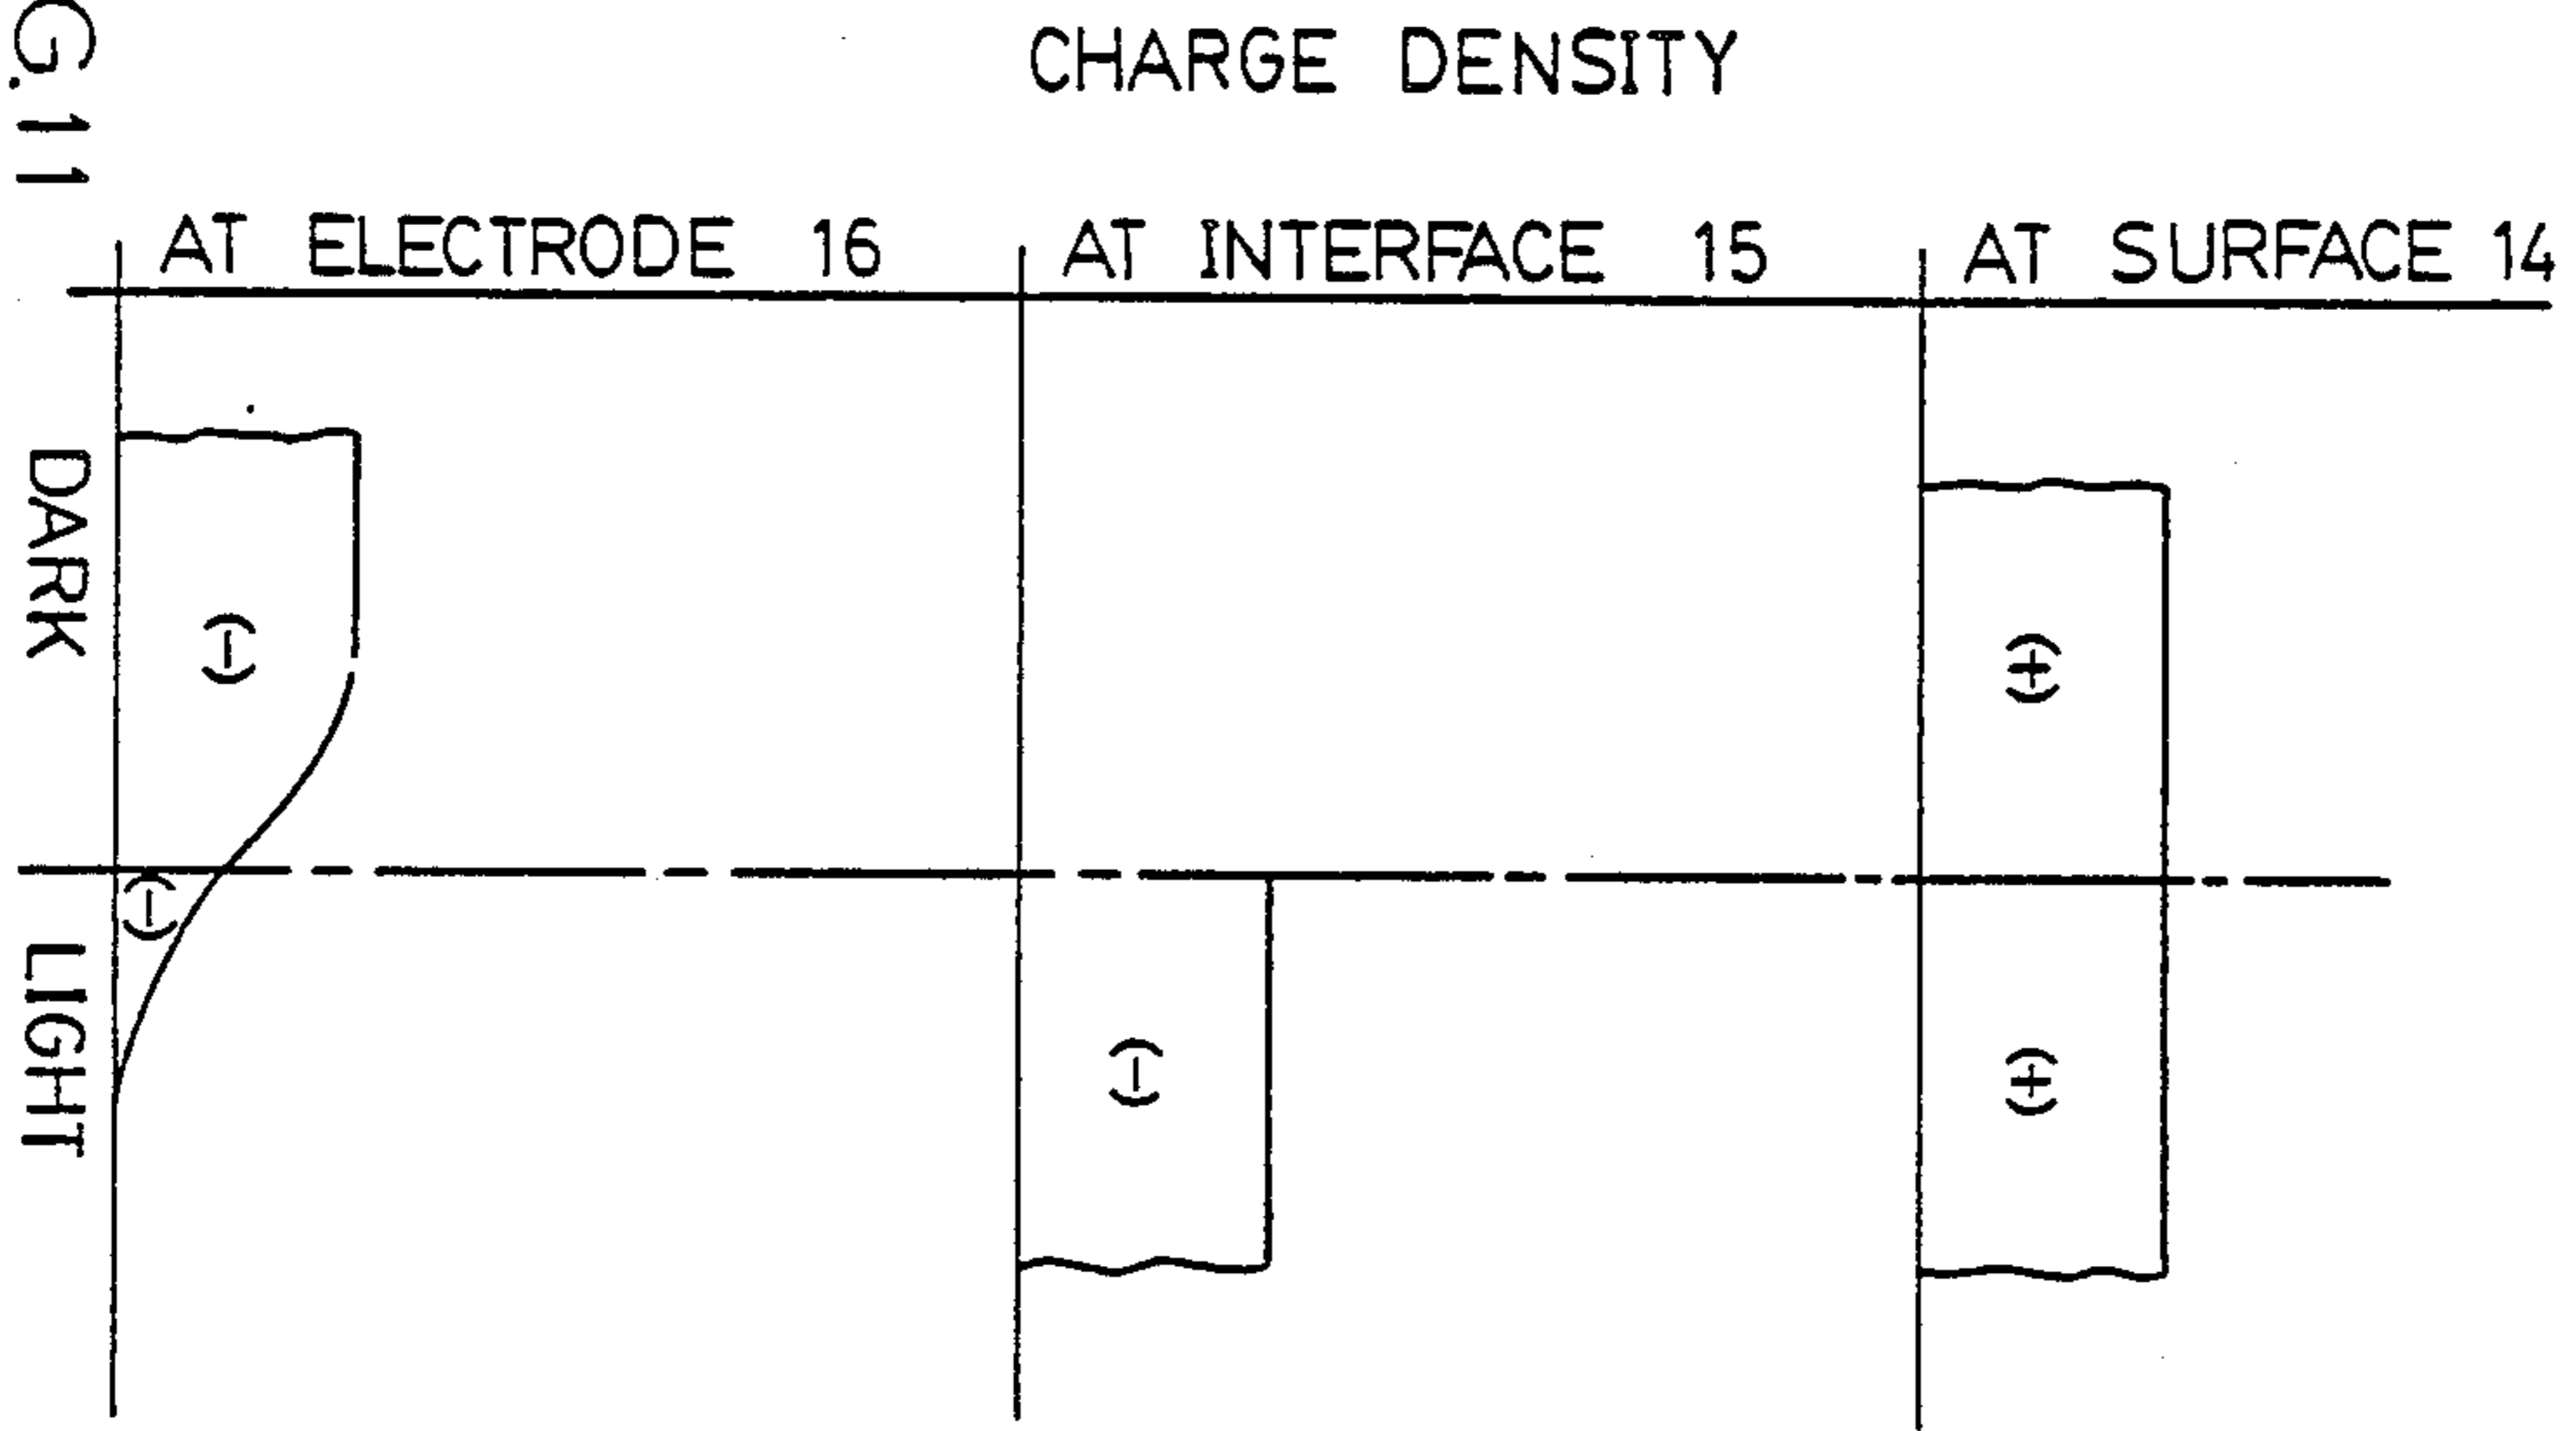 G. 11
CHARGE DENSITY
AT ELECTRODE 16
AT INTERFACE 15
AT SURFACE 14
DARK
(-)
(+)
(-)
LIGHT
(-)
(+)